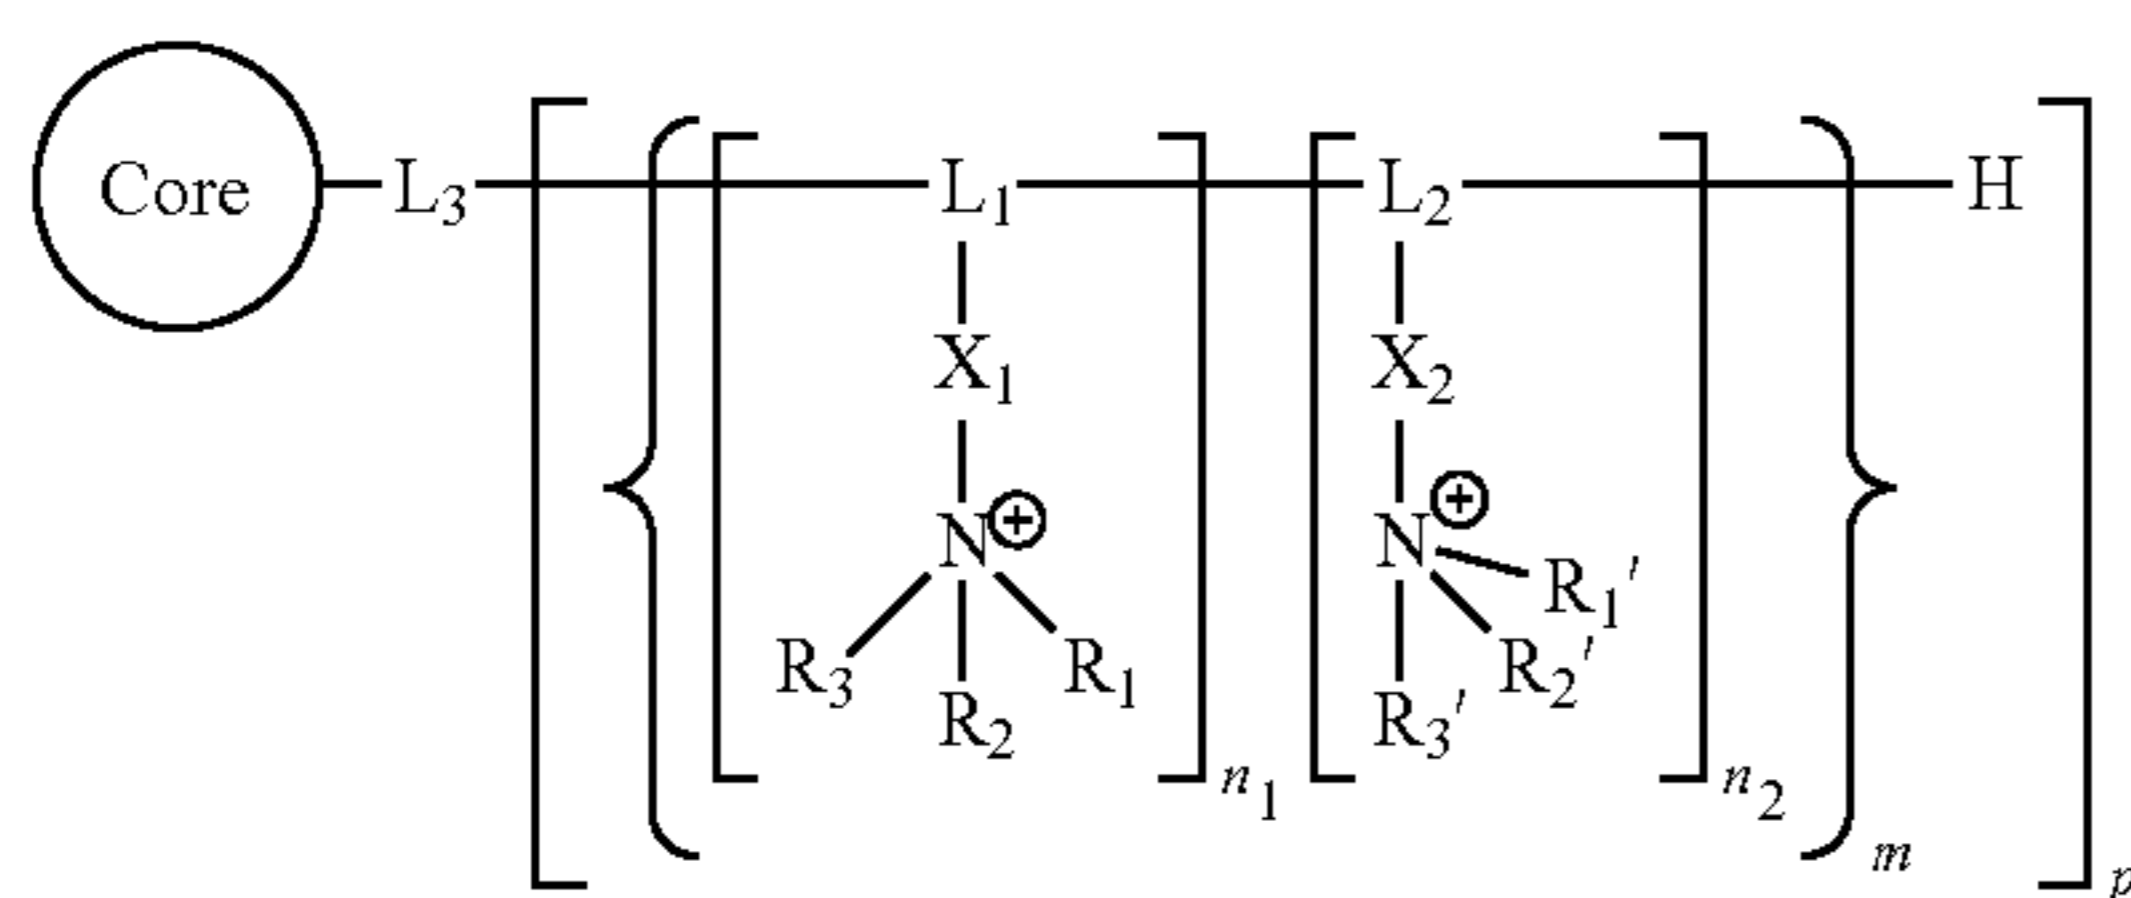 Core L₃ L₁ L₂ H
X₁ X₂
N⊕ N⊕
R₃ R₂ R₁ R₃′ R₂′ R₁′
n₁ n₂
m
p